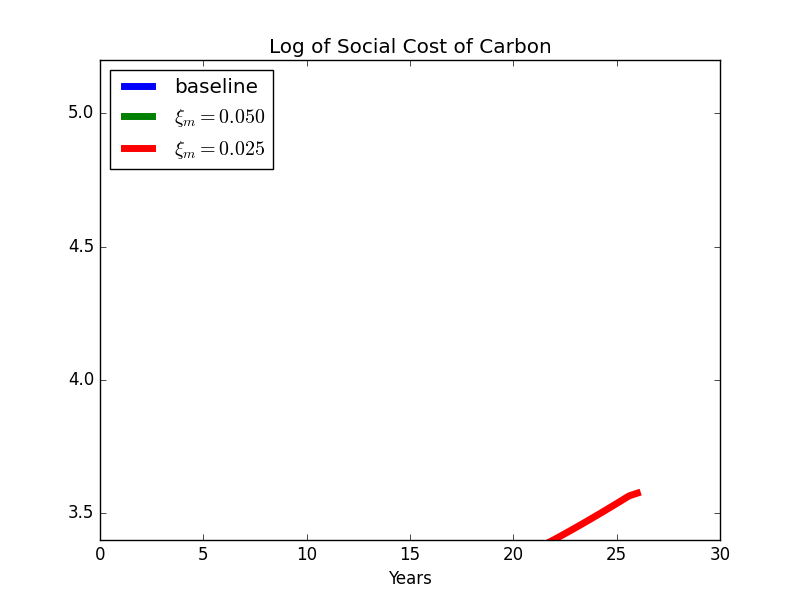 Log of Social Cost of Carbon
baseline
ξₘ = 0.050
ξₘ = 0.025
5.0
4.5
4.0
3.5
0 5 10 15 20 25 30
Years